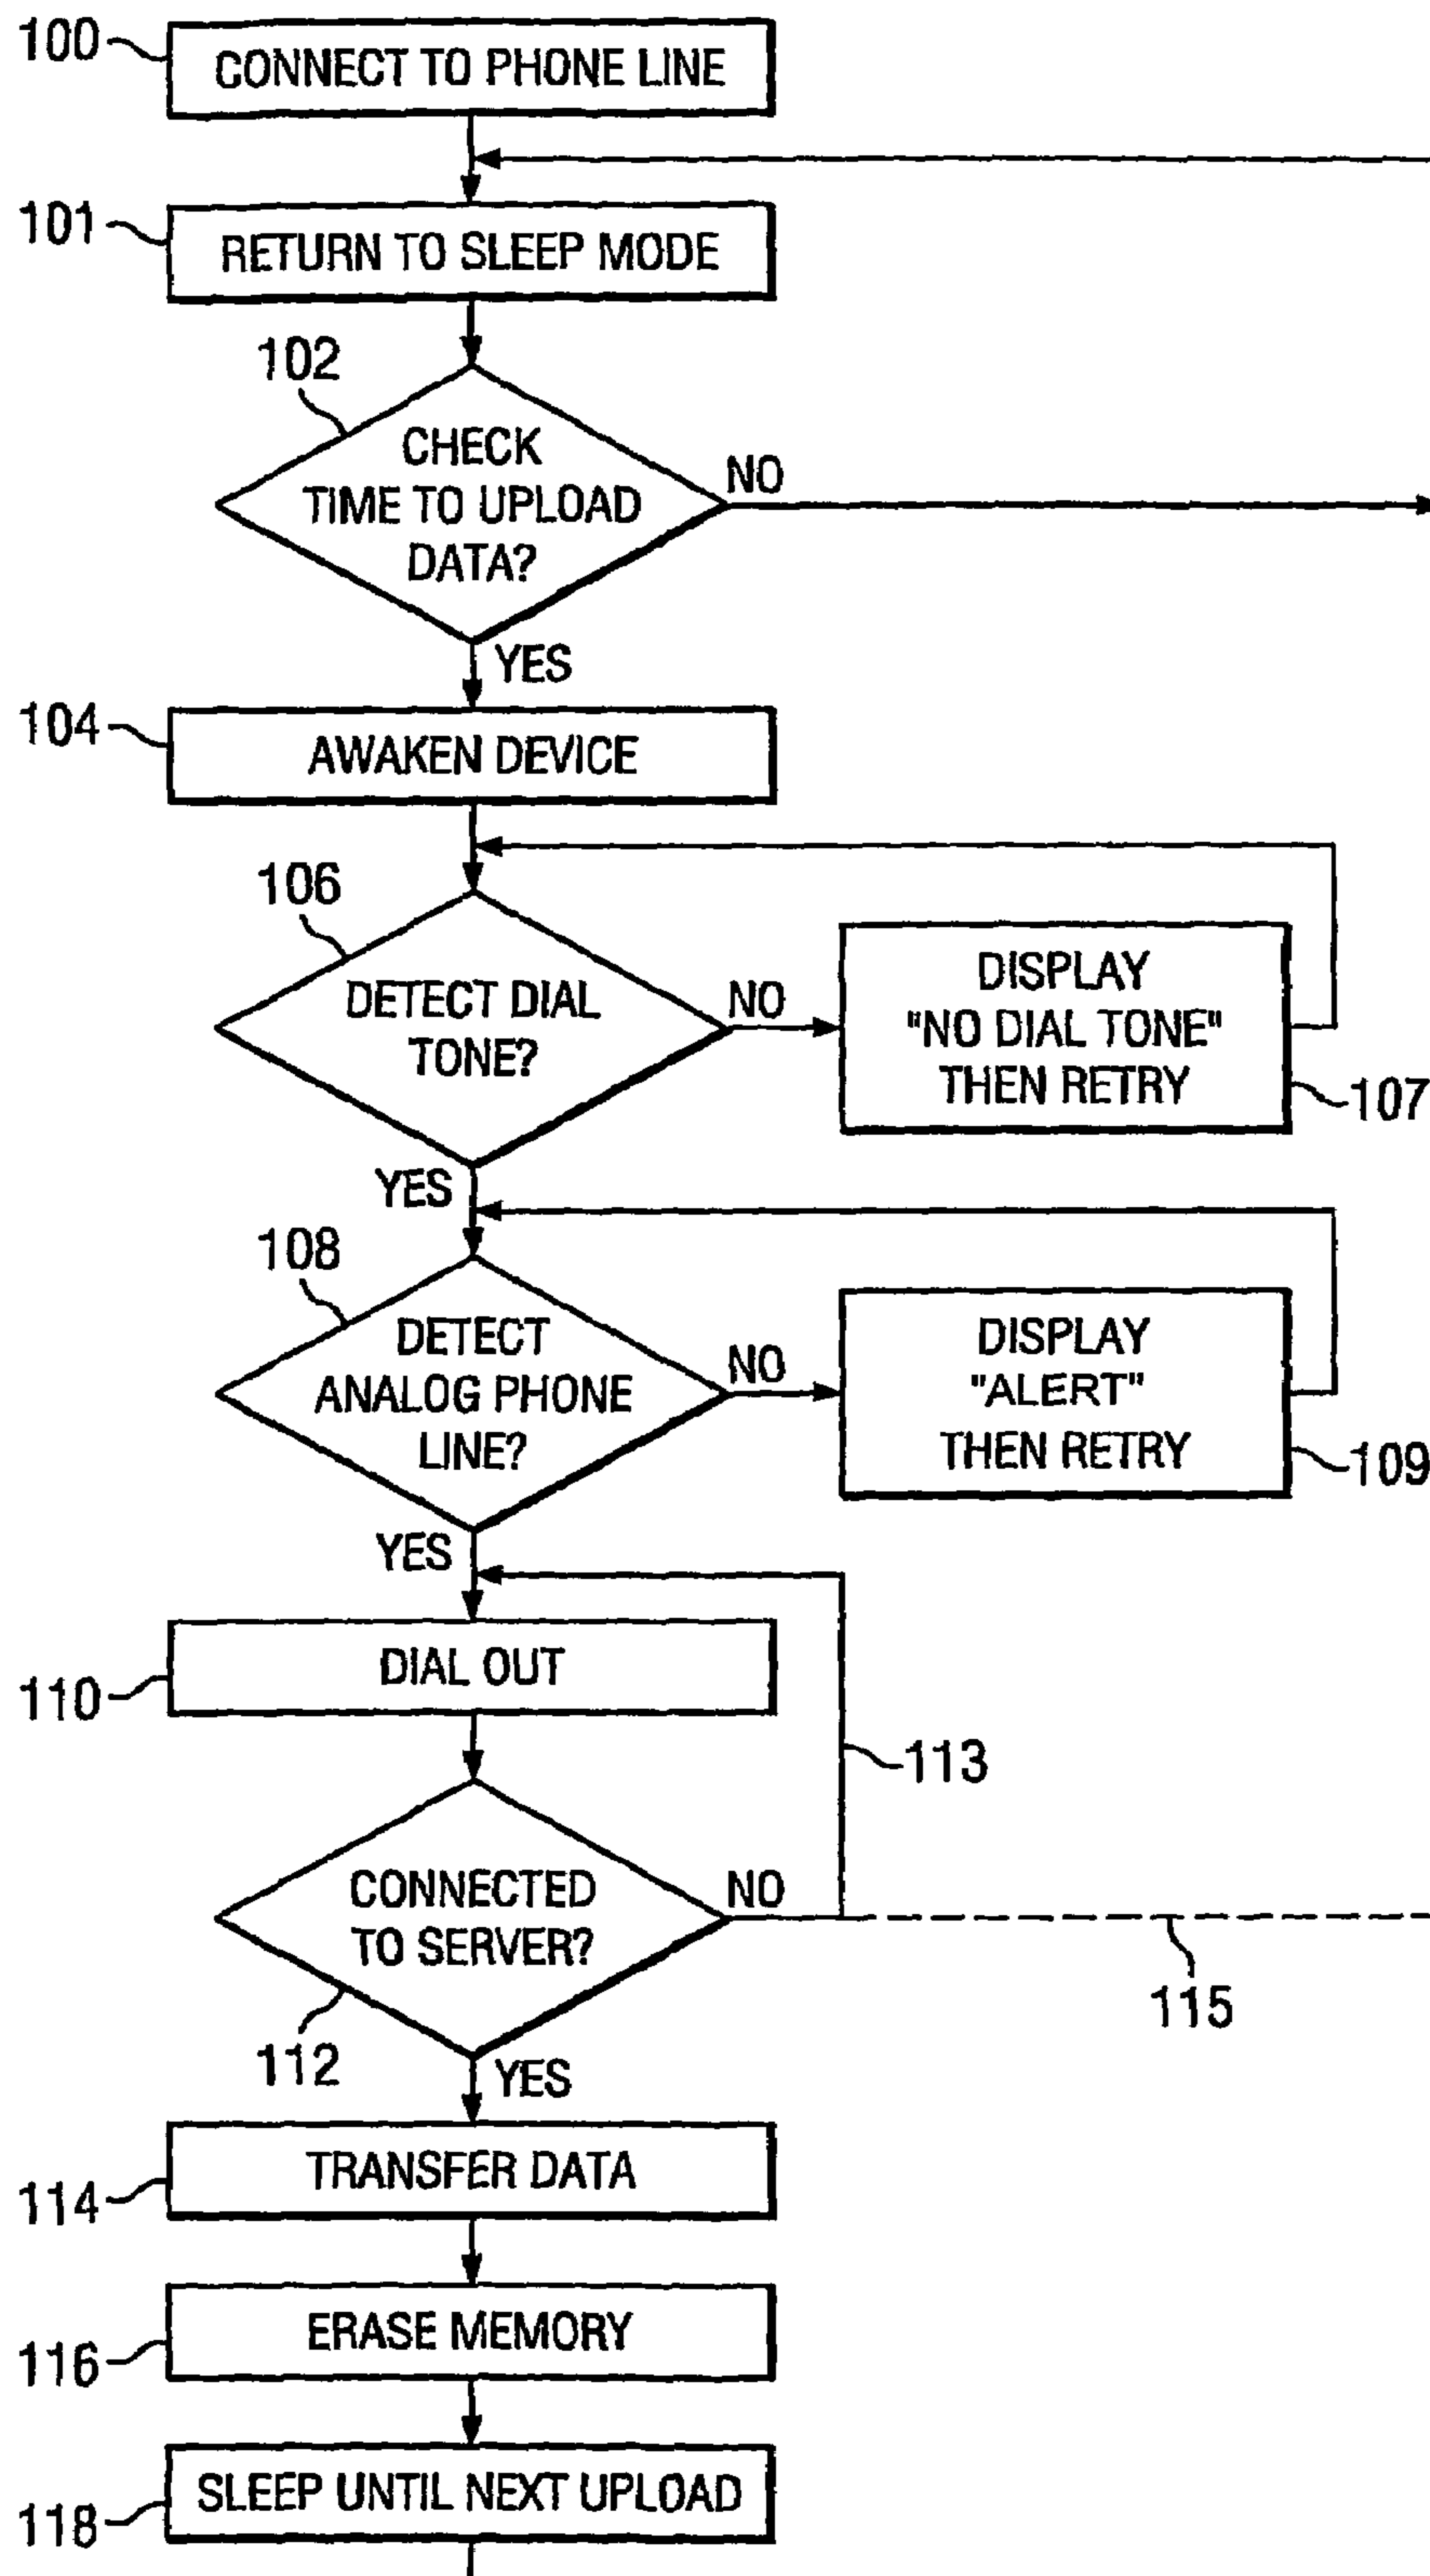 100
CONNECT TO PHONE LINE
101
RETURN TO SLEEP MODE
102
CHECK
TIME TO UPLOAD
DATA?
NO
YES
104
AWAKEN DEVICE
106
DETECT DIAL
TONE?
NO
DISPLAY
"NO DIAL TONE"
THEN RETRY
107
YES
108
DETECT
ANALOG PHONE
LINE?
NO
DISPLAY
"ALERT"
THEN RETRY
109
YES
110
DIAL OUT
113
CONNECTED
TO SERVER?
NO
115
112
YES
114
TRANSFER DATA
116
ERASE MEMORY
118
SLEEP UNTIL NEXT UPLOAD